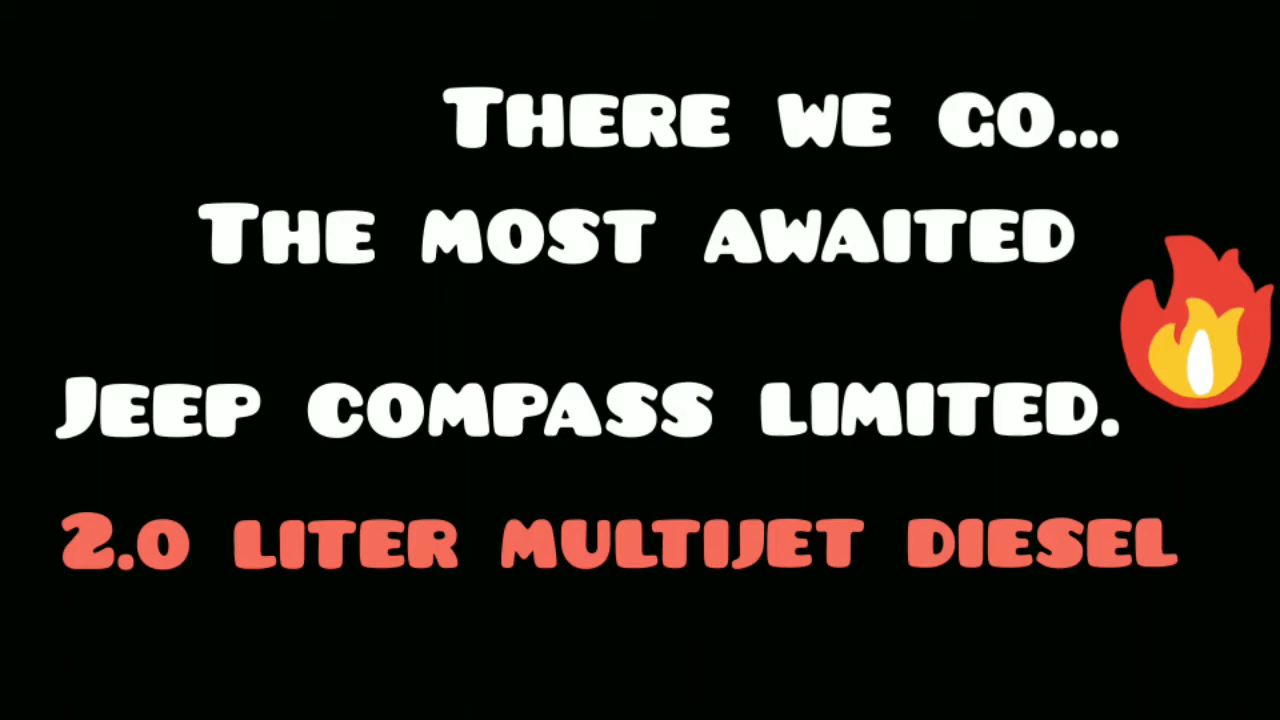 There we go...
The most awaited
Jeep compass limited.
2.0 liter multijet diesel